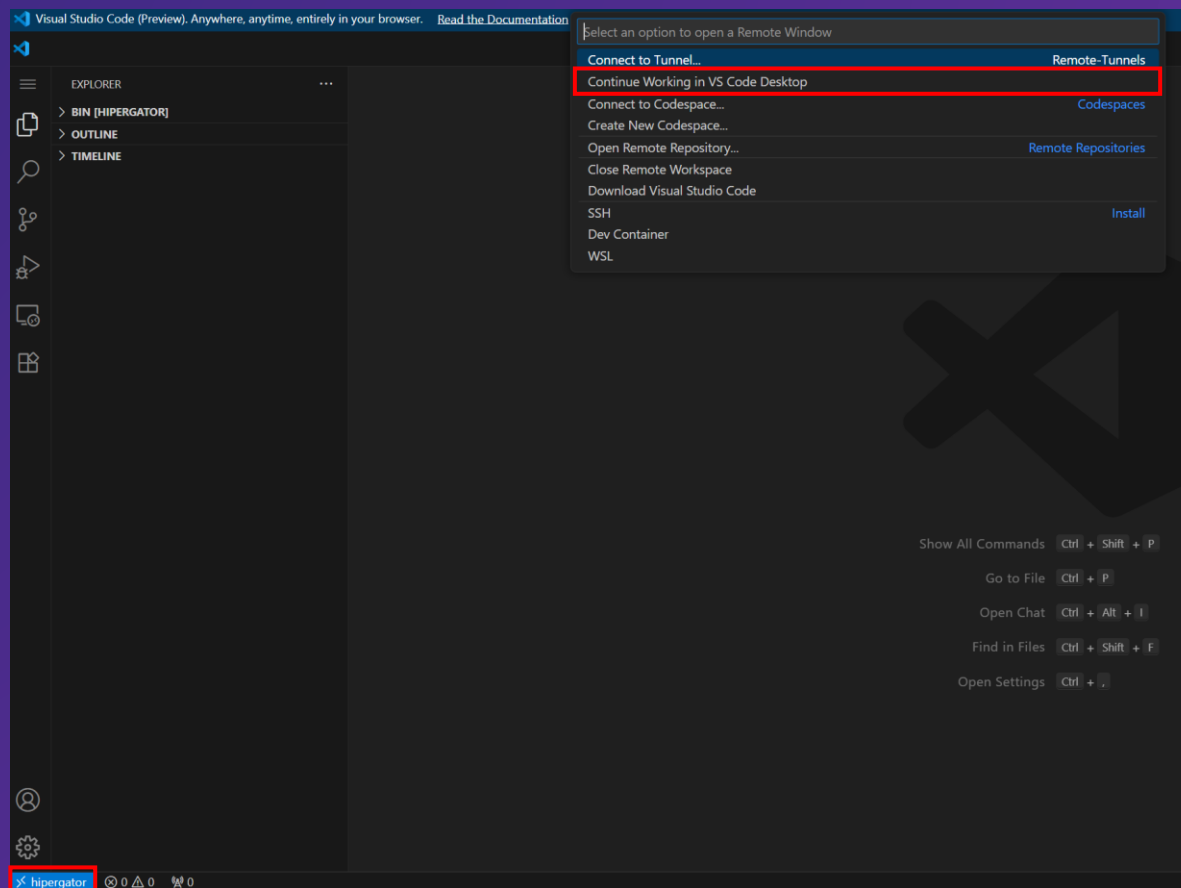 Visual Studio Code (Preview). Anywhere, anytime, entirely in your browser. Read the Documentation
Select an option to open a Remote Window
Connect to Tunnel... Remote-Tunnels
Continue Working in VS Code Desktop
Connect to Codespace... Codespaces
Create New Codespace...
Open Remote Repository... Remote Repositories
Close Remote Workspace
Download Visual Studio Code
SSH Install
Dev Container
WSL
EXPLORER ...
BIN [HIPERGATOR]
OUTLINE
TIMELINE
Show All Commands Ctrl + Shift + P
Go to File Ctrl + P
Open Chat Ctrl + Alt + I
Find in Files Ctrl + Shift + F
Open Settings Ctrl + ,
hipergator 0 0 0